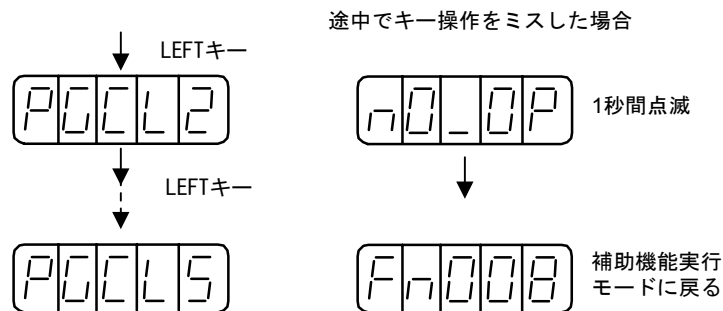 途中でキー操作をミスした場合
LEFTキー
PGCL2
nO_OP
1秒間点滅
LEFTキー
PGCL5
Fn008
補助機能実行
モードに戻る